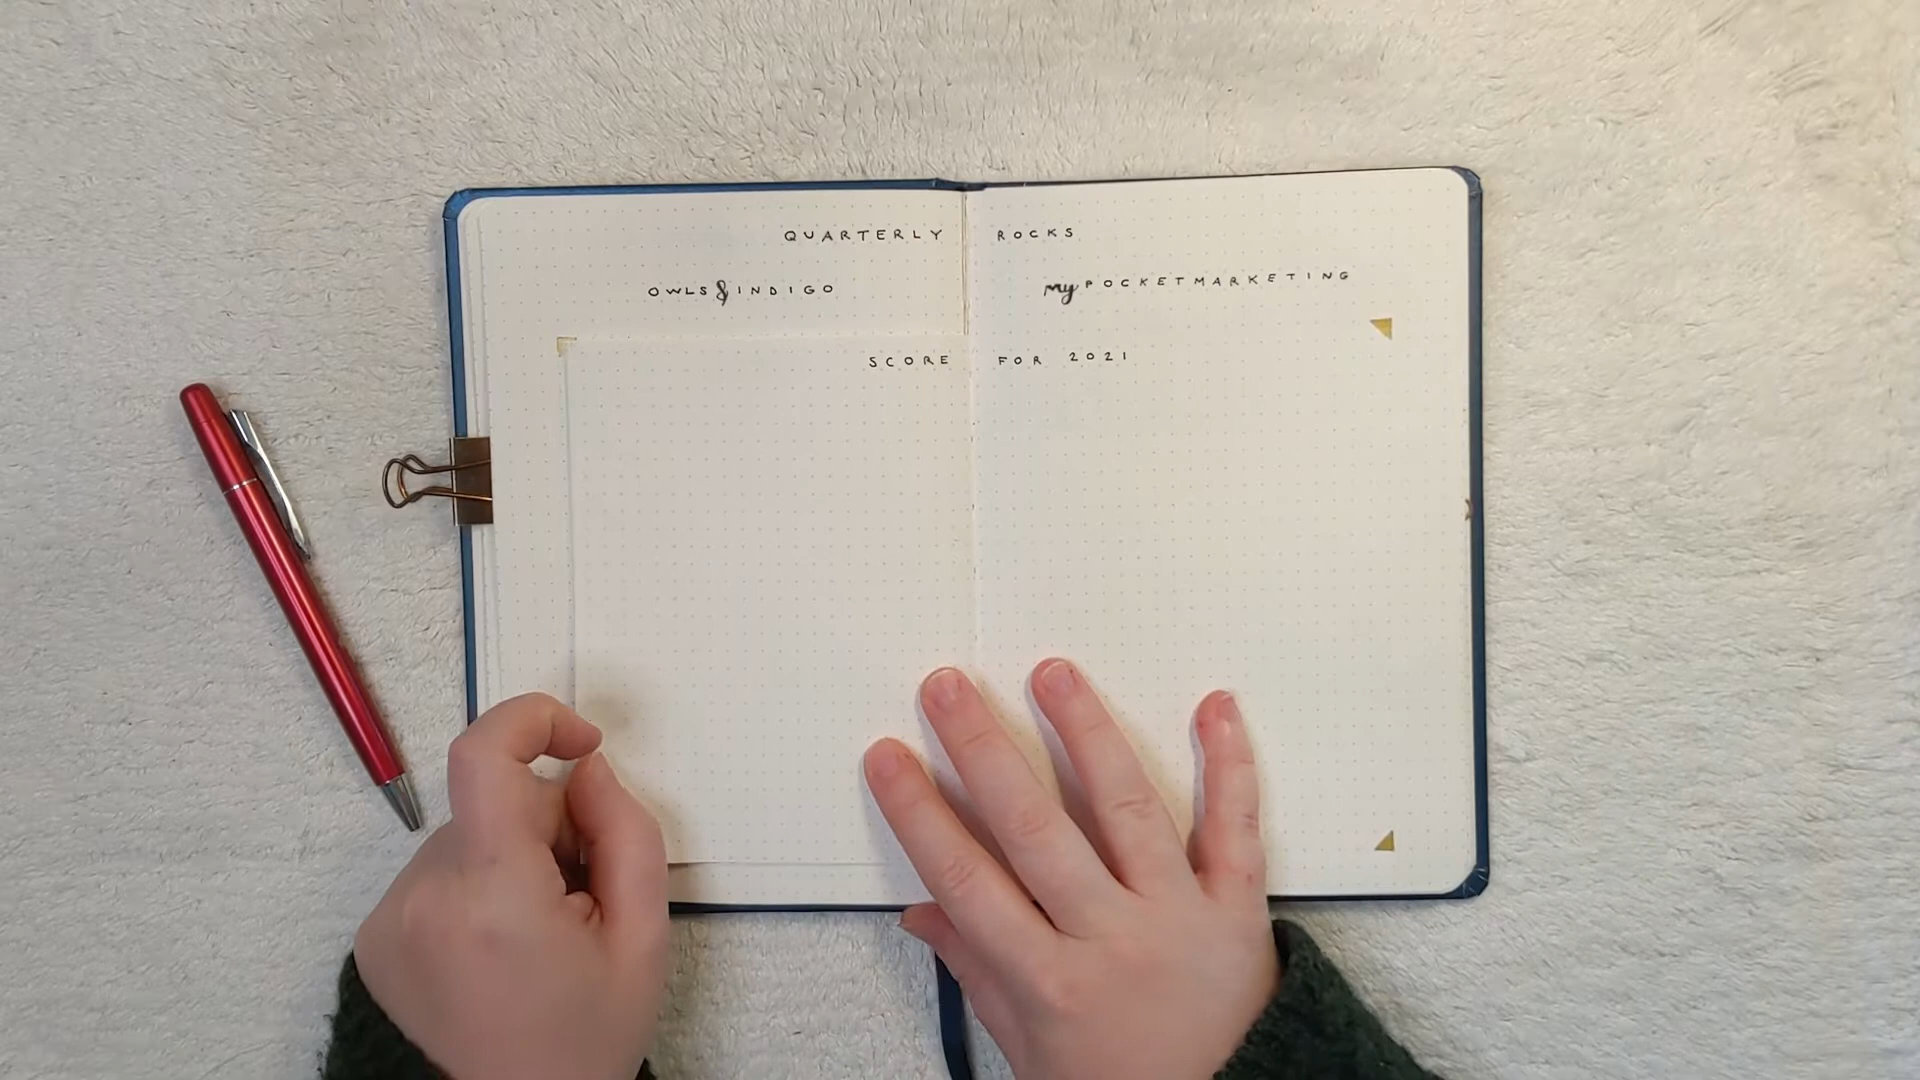 QUARTERLY ROCKS
OWLS & INDIGO
my POCKETMARKETING
SCORE FOR 2021